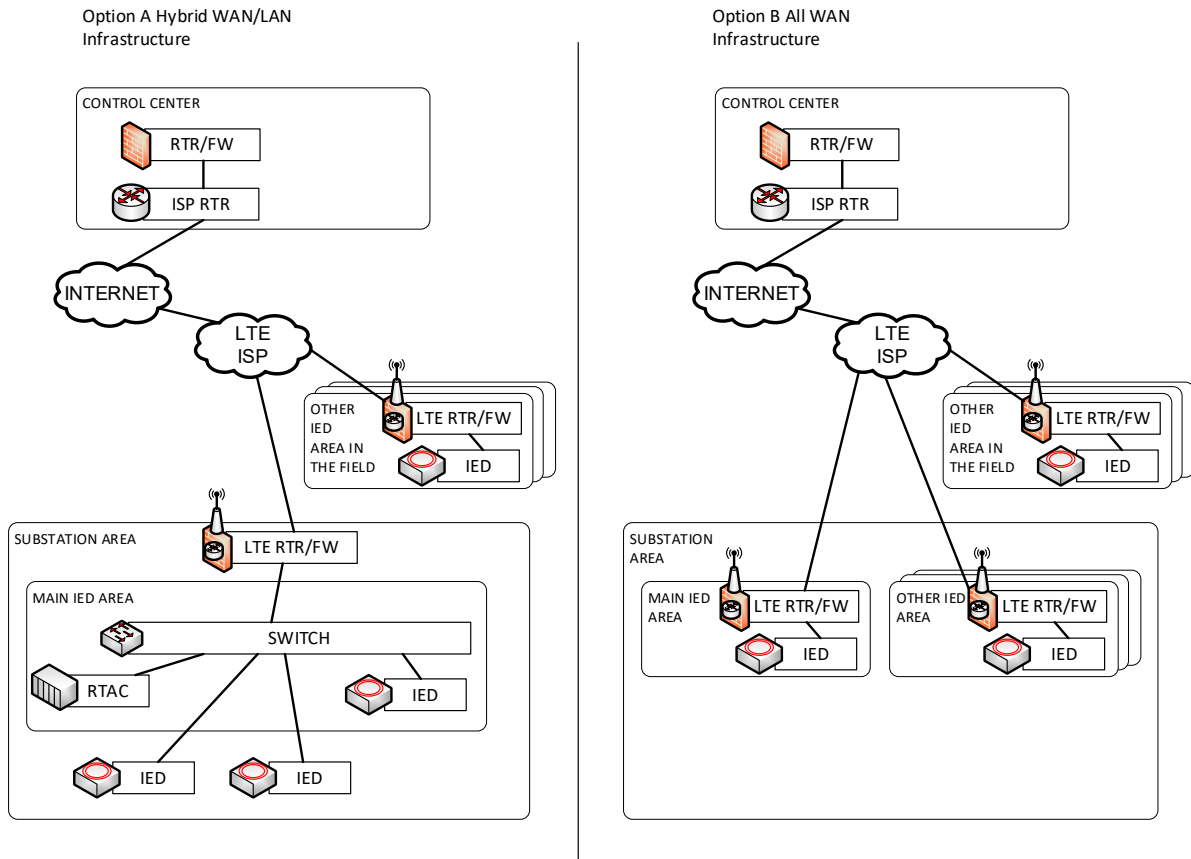 Option A Hybrid WAN/LAN
Infrastructure
CONTROL CENTER
RTR/FW
ISP RTR
INTERNET
LTE
ISP
OTHER
IED
AREA IN
THE FIELD
LTE RTR/FW
IED
SUBSTATION AREA
LTE RTR/FW
MAIN IED AREA
SWITCH
RTAC
IED
IED
IED
Option B All WAN
Infrastructure
CONTROL CENTER
RTR/FW
ISP RTR
INTERNET
LTE
ISP
OTHER
IED
AREA IN
THE FIELD
LTE RTR/FW
IED
SUBSTATION
AREA
MAIN IED
AREA
LTE RTR/FW
IED
OTHER IED
AREA
LTE RTR/FW
IED